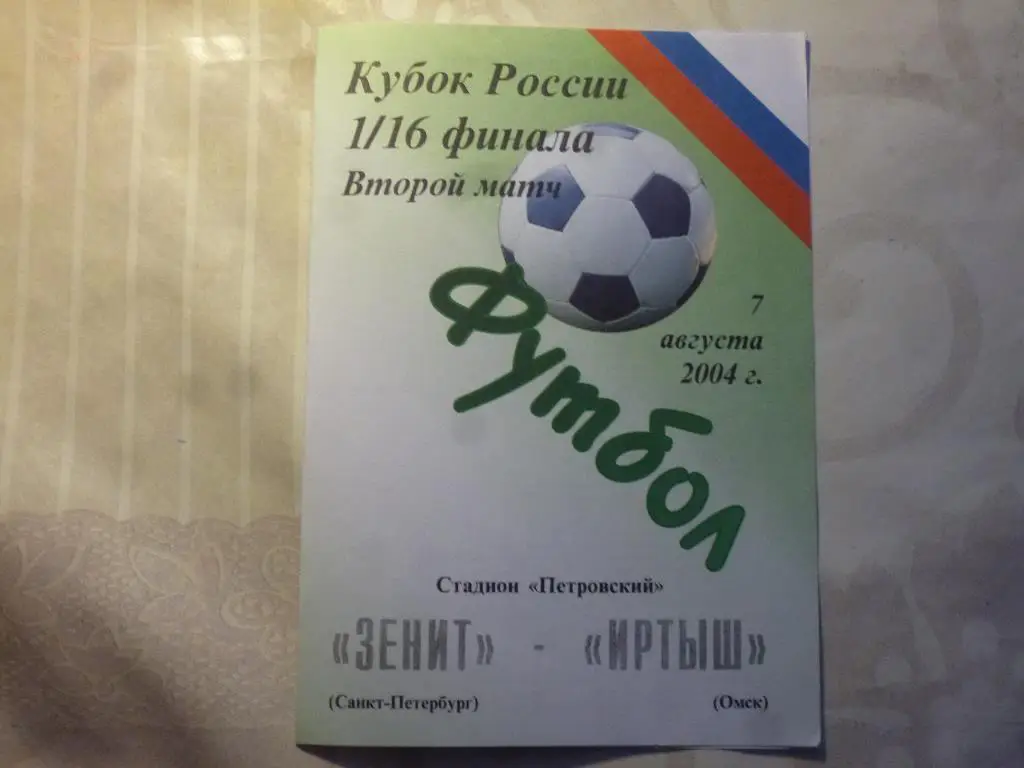 Кубок России
1/16 финала
Второй матч
7
августа
2004 г.
Футбол
Стадион «Петровский»
«ЗЕНИТ» - «ИРТЫШ»
(Санкт-Петербург) (Омск)